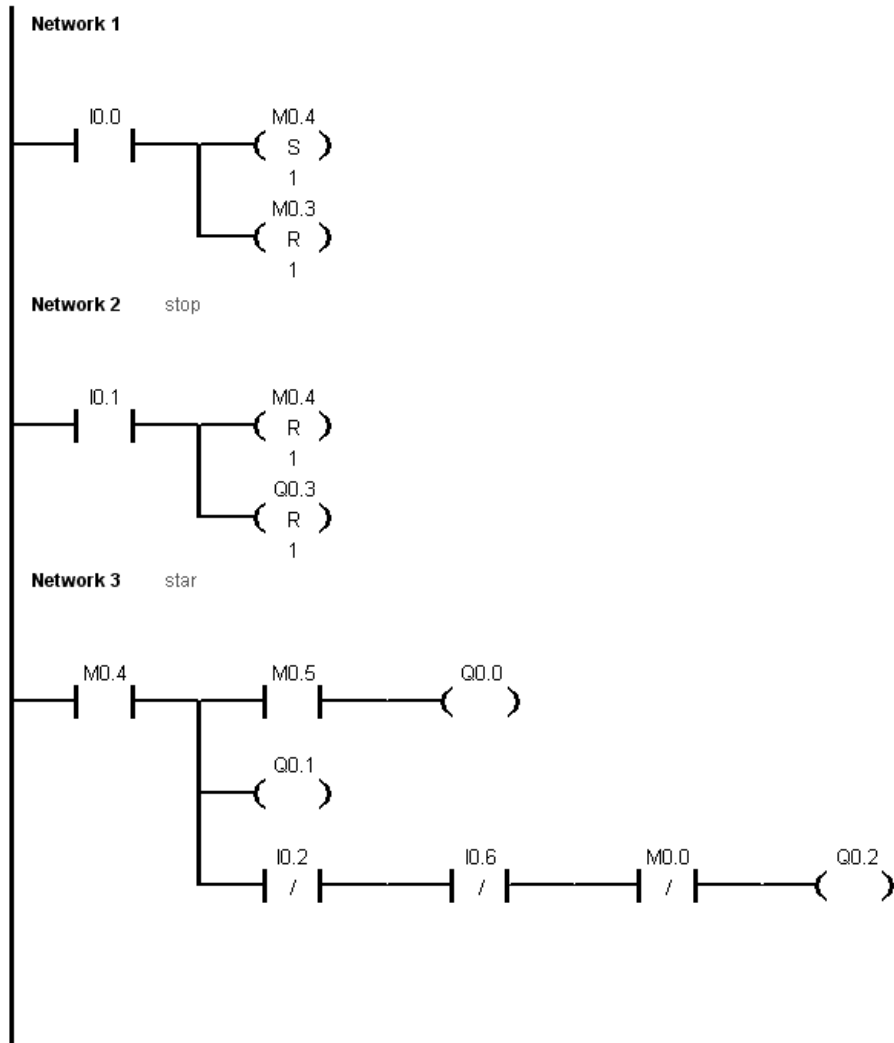 Network 1
I0.0 M0.4
S
1
M0.3
R
1
Network 2 stop
I0.1 M0.4
R
1
Q0.3
R
1
Network 3 star
M0.4 M0.5 Q0.0
Q0.1
I0.2 I0.6 M0.0 Q0.2
/ / /